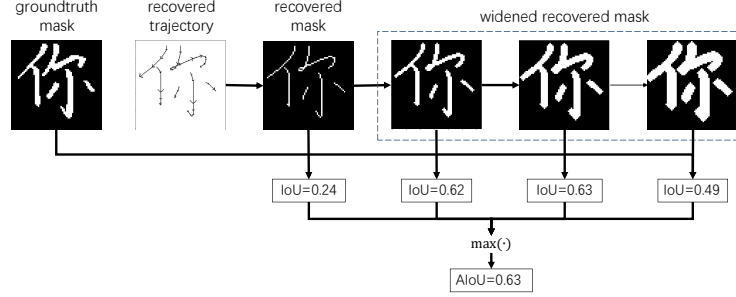 groundtruth
mask
recovered
trajectory
recovered
mask
widened recovered mask
你 你 你 你 你 你
IoU=0.24 IoU=0.62 IoU=0.63 IoU=0.49
max(·)
AIoU=0.63